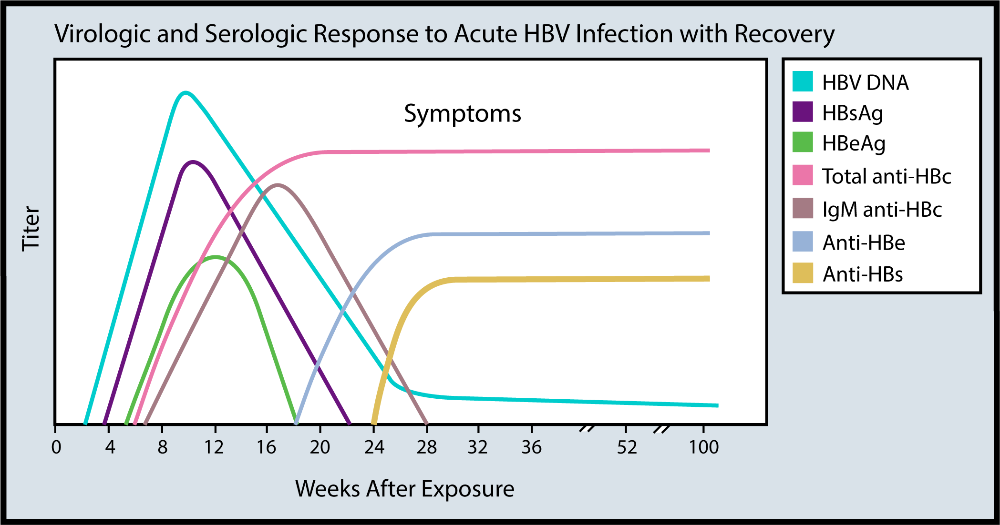 Virologic and Serologic Response to Acute HBV Infection with Recovery
Symptoms
Titer
0 4 8 12 16 20 24 28 32 36 52 100
Weeks After Exposure
HBV DNA
HBsAg
HBeAg
Total anti-HBc
IgM anti-HBc
Anti-HBe
Anti-HBs